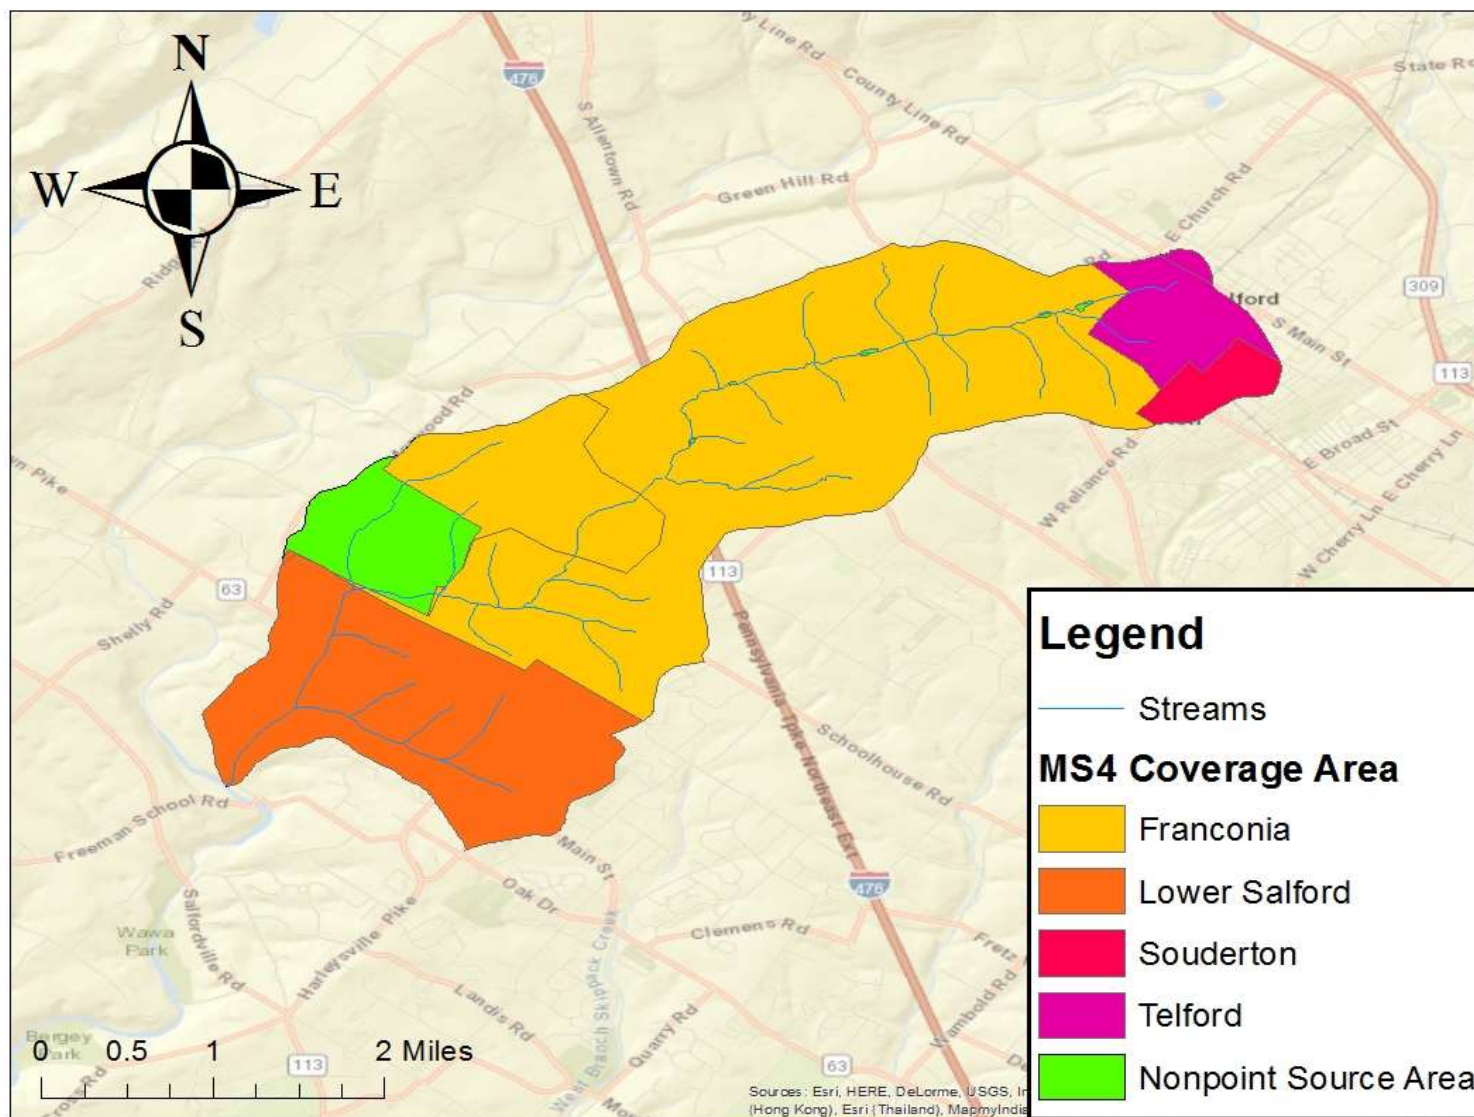 N
W
E
S
476
S Allentown Rd
Line Rd
County Line Rd
State Rd
Green Hill Rd
E Church Rd
Rd
309
lford
S Main St
113
E Broad St
W Reliance Rd
E Cherry Ln
W Cherry Ln
Pike
63
Shelly Rd
113
Pennsylvania Tpke Northeast Ext
Schoolhouse Rd
Freeman School Rd
Main St
Oak Dr
476
Clemens Rd
Fretz
Wawa
Park
Salfordville Rd
Harleysville Pike
Landis Rd
West Branch Skippack Creek
Quarry Rd
Wambold Rd
Bergey
Park
113
63
0 0.5 1 2 Miles
Legend
Streams
MS4 Coverage Area
Franconia
Lower Salford
Souderton
Telford
Nonpoint Source Area
Sources: Esri, HERE, DeLorme, USGS,
(Hong Kong), Esri (Thailand), MapmyIndia